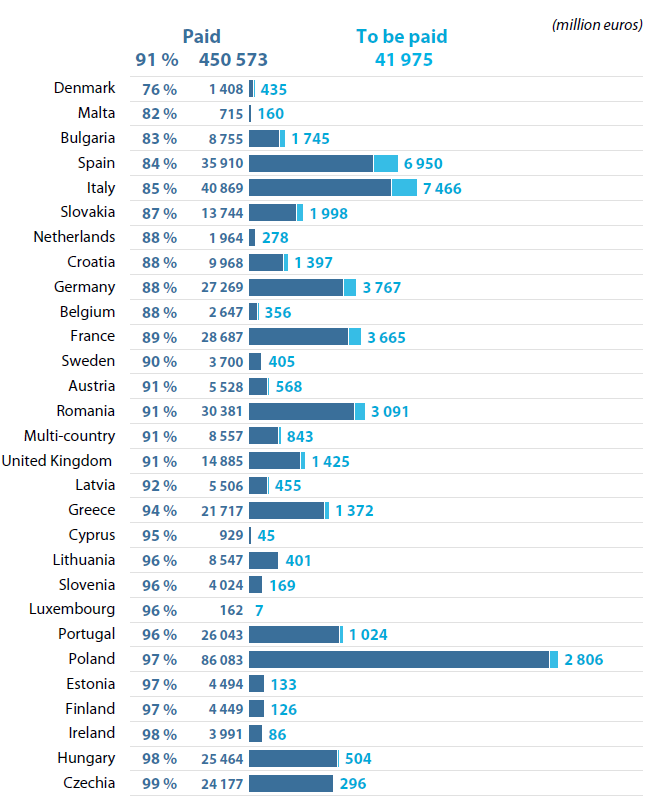 (million euros)
Paid To be paid
91 % 450 573 41 975
Denmark 76 % 1 408 435
Malta 82 % 715 160
Bulgaria 83 % 8 755 1 745
Spain 84 % 35 910 6 950
Italy 85 % 40 869 7 466
Slovakia 87 % 13 744 1 998
Netherlands 88 % 1 964 278
Croatia 88 % 9 968 1 397
Germany 88 % 27 269 3 767
Belgium 88 % 2 647 356
France 89 % 28 687 3 665
Sweden 90 % 3 700 405
Austria 91 % 5 528 568
Romania 91 % 30 381 3 091
Multi-country 91 % 8 557 843
United Kingdom 91 % 14 885 1 425
Latvia 92 % 5 506 455
Greece 94 % 21 717 1 372
Cyprus 95 % 929 45
Lithuania 96 % 8 547 401
Slovenia 96 % 4 024 169
Luxembourg 96 % 162 7
Portugal 96 % 26 043 1 024
Poland 97 % 86 083 2 806
Estonia 97 % 4 494 133
Finland 97 % 4 449 126
Ireland 98 % 3 991 86
Hungary 98 % 25 464 504
Czechia 99 % 24 177 296